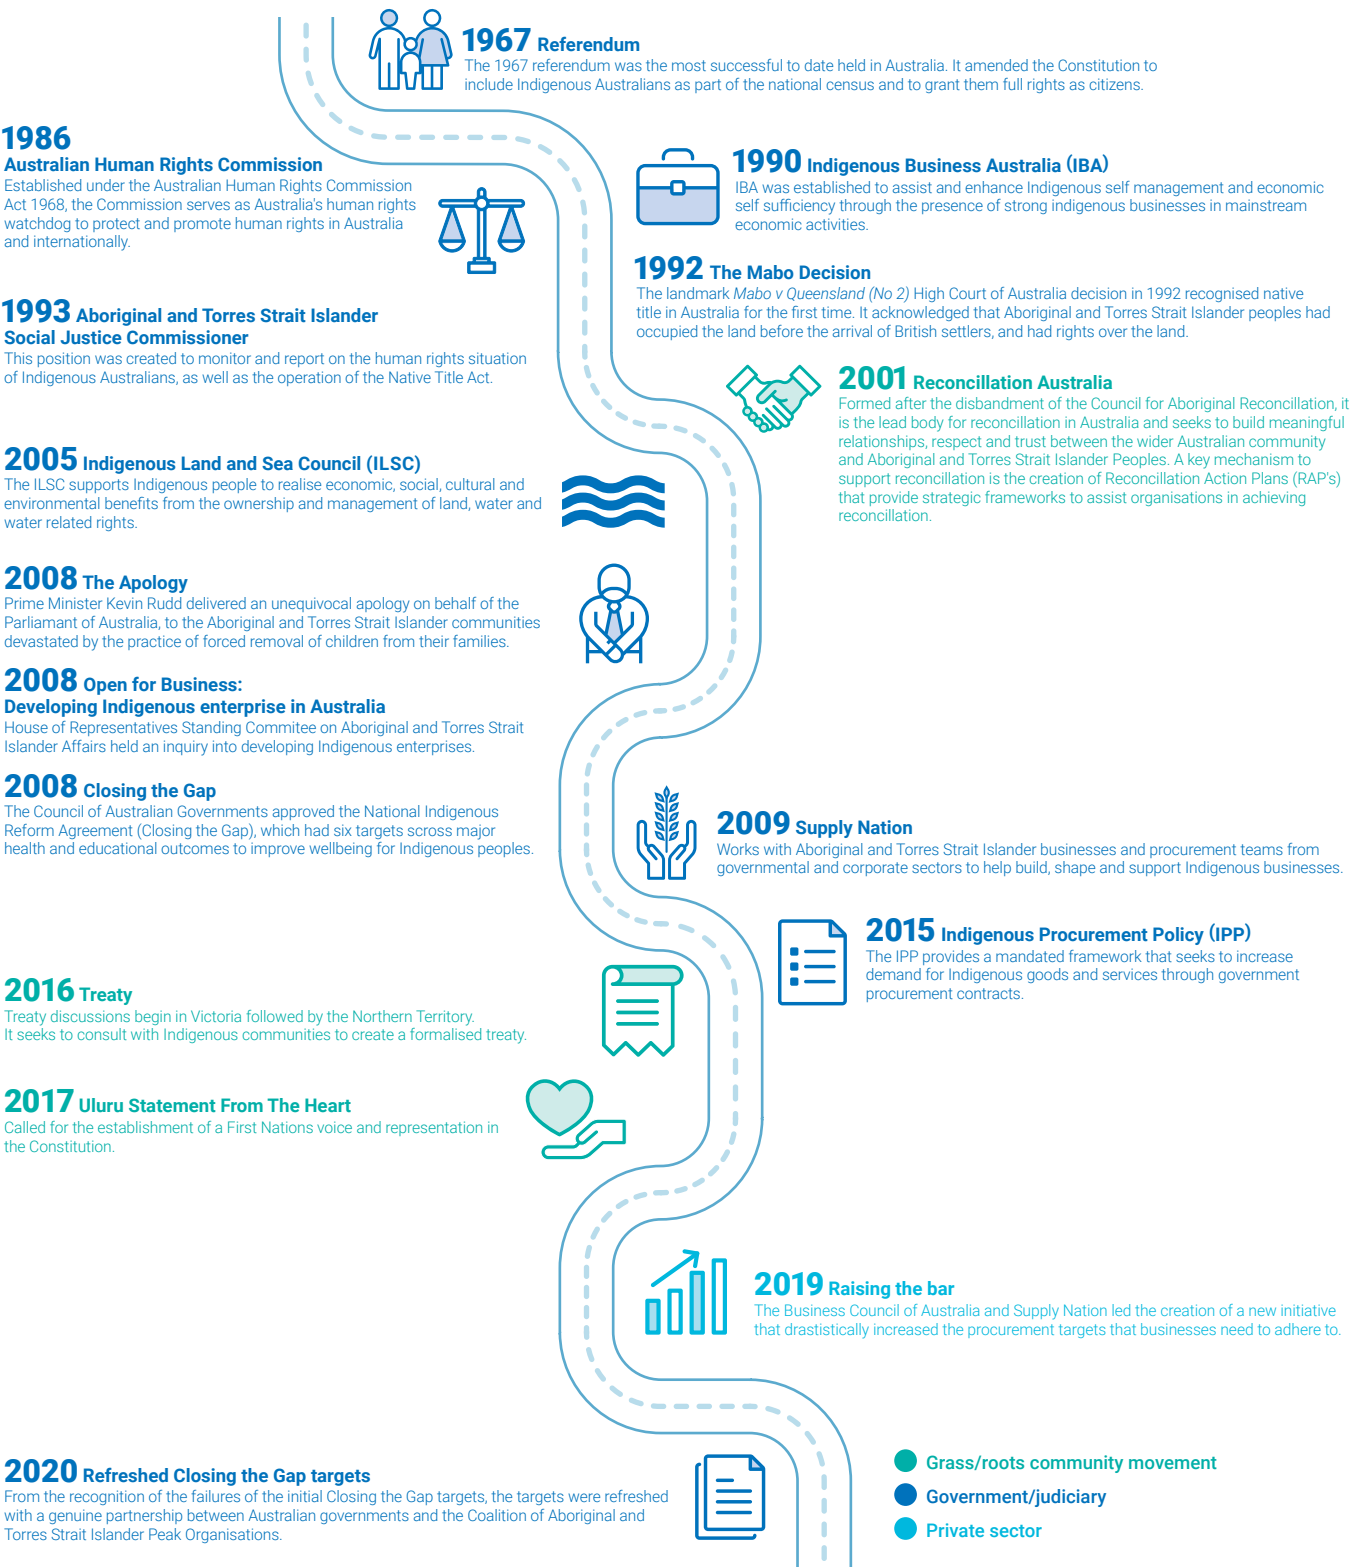 1967 Referendum
The 1967 referendum was the most successful to date held in Australia. It amended the Constitution to
include Indigenous Australians as part of the national census and to grant them full rights as citizens.
1986
Australian Human Rights Commission
Established under the Australian Human Rights Commission
Act 1968, the Commission serves as Australia's human rights
watchdog to protect and promote human rights in Australia
and internationally.
1990 Indigenous Business Australia (IBA)
IBA was established to assist and enhance Indigenous self management and economic
self sufficiency through the presence of strong indigenous businesses in mainstream
economic activities.
1992 The Mabo Decision
The landmark Mabo v Queensland (No 2) High Court of Australia decision in 1992 recognised native
title in Australia for the first time. It acknowledged that Aboriginal and Torres Strait Islander peoples had
occupied the land before the arrival of British settlers, and had rights over the land.
1993 Aboriginal and Torres Strait Islander
Social Justice Commissioner
This position was created to monitor and report on the human rights situation
of Indigenous Australians, as well as the operation of the Native Title Act.
2001 Reconcillation Australia
Formed after the disbandment of the Council for Aboriginal Reconcillation, it
is the lead body for reconcillation in Australia and seeks to build meaningful
relationships, respect and trust between the wider Australian community
and Aboriginal and Torres Strait Islander Peoples. A key mechanism to
support reconcillation is the creation of Reconcillation Action Plans (RAP's)
that provide strategic frameworks to assist organisations in achieving
reconcillation.
2005 Indigenous Land and Sea Council (ILSC)
The ILSC supports Indigenous people to realise economic, social, cultural and
environmental benefits from the ownership and management of land, water and
water related rights.
2008 The Apology
Prime Minister Kevin Rudd delivered an unequivocal apology on behalf of the
Parliamant of Australia, to the Aboriginal and Torres Strait Islander communities
devastated by the practice of forced removal of children from their families.
2008 Open for Business:
Developing Indigenous enterprise in Australia
House of Representatives Standing Commitee on Aboriginal and Torres Strait
Islander Affairs held an inquiry into developing Indigenous enterprises.
2008 Closing the Gap
The Council of Australian Governments approved the National Indigenous
Reform Agreement (Closing the Gap), which had six targets scross major
health and educational outcomes to improve wellbeing for Indigenous peoples.
2009 Supply Nation
Works with Aboriginal and Torres Strait Islander businesses and procurement teams from
governmental and corporate sectors to help build, shape and support Indigenous businesses.
2015 Indigenous Procurement Policy (IPP)
The IPP provides a mandated framework that seeks to increase
demand for Indigenous goods and services through government
procurement contracts.
2016 Treaty
Treaty discussions begin in Victoria followed by the Northern Territory.
It seeks to consult with Indigenous communities to create a formalised treaty.
2017 Uluru Statement From The Heart
Called for the establishment of a First Nations voice and representation in
the Constitution.
2019 Raising the bar
The Business Council of Australia and Supply Nation led the creation of a new initiative
that drastistically increased the procurement targets that businesses need to adhere to.
2020 Refreshed Closing the Gap targets
From the recognition of the failures of the initial Closing the Gap targets, the targets were refreshed
with a genuine partnership between Australian governments and the Coalition of Aboriginal and
Torres Strait Islander Peak Organisations.
Grass/roots community movement
Government/judiciary
Private sector